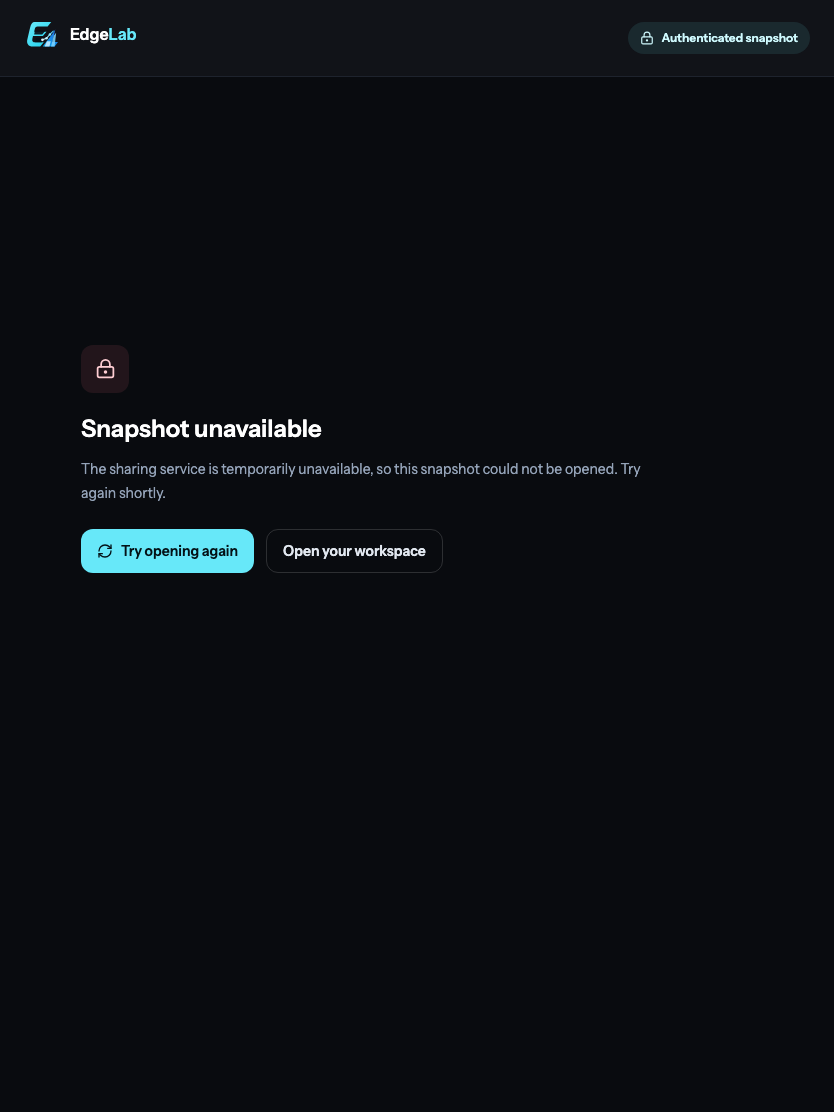 EdgeLab
Authenticated snapshot
Snapshot unavailable
The sharing service is temporarily unavailable, so this snapshot could not be opened. Try
again shortly.
Try opening again
Open your workspace